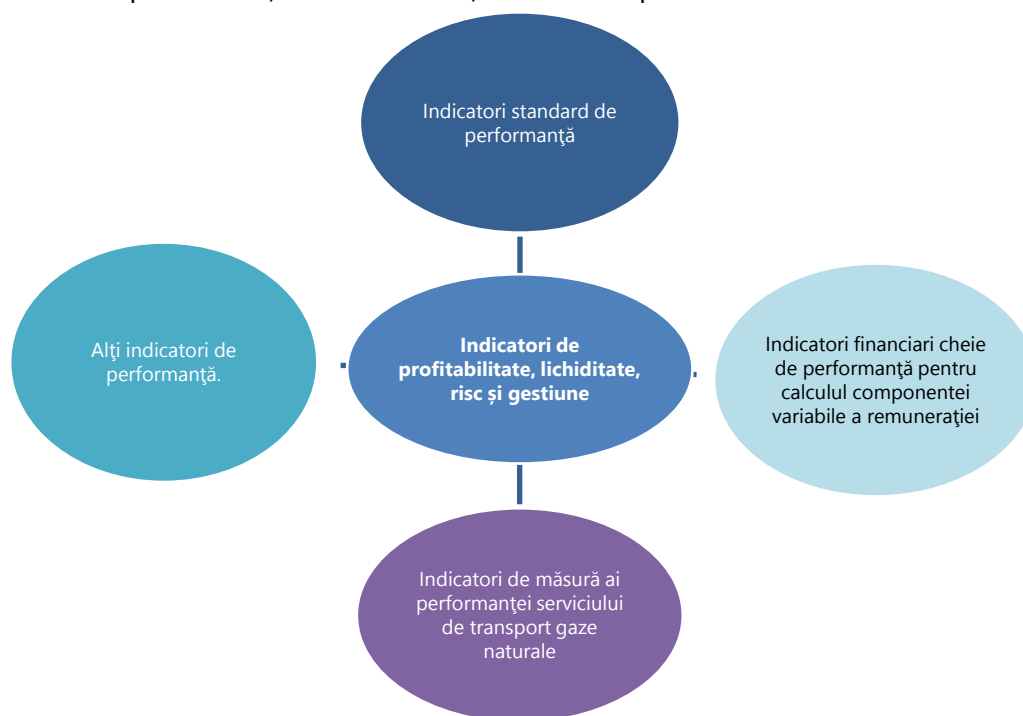 Indicatori standard de
performanţă
Alţi indicatori de
performanţă.
Indicatori de
profitabilitate, lichiditate,
risc și gestiune
Indicatori financiari cheie
de performanţă pentru
calculul componentei
variabile a remuneraţiei
Indicatori de măsură ai
performanţei serviciului
de transport gaze
naturale